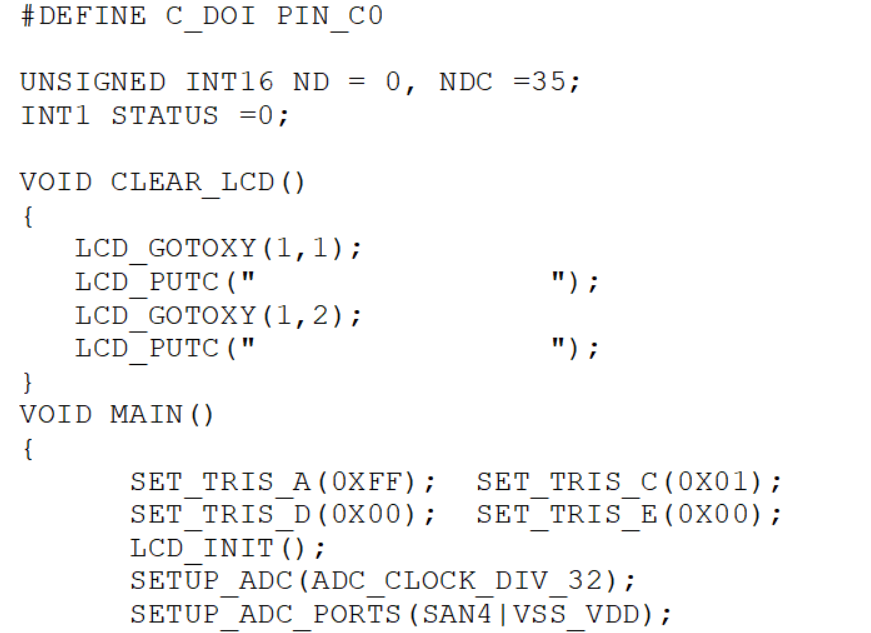 #DEFINE C_DOI PIN_C0
UNSIGNED INT16 ND = 0, NDC =35;
INT1 STATUS =0;
VOID CLEAR_LCD()
{
LCD_GOTOXY(1,1);
LCD_PUTC("                ");
LCD_GOTOXY(1,2);
LCD_PUTC("                ");
}
VOID MAIN()
{
SET_TRIS_A(0XFF);  SET_TRIS_C(0X01);
SET_TRIS_D(0X00);  SET_TRIS_E(0X00);
LCD_INIT();
SETUP_ADC(ADC_CLOCK_DIV_32);
SETUP_ADC_PORTS(SAN4|VSS_VDD);